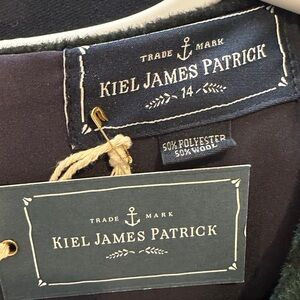 TRADE MARK
KIEL JAMES PATRICK
14
50% POLYESTER
50% WOOL
TRADE MARK
KIEL JAMES PATRICK